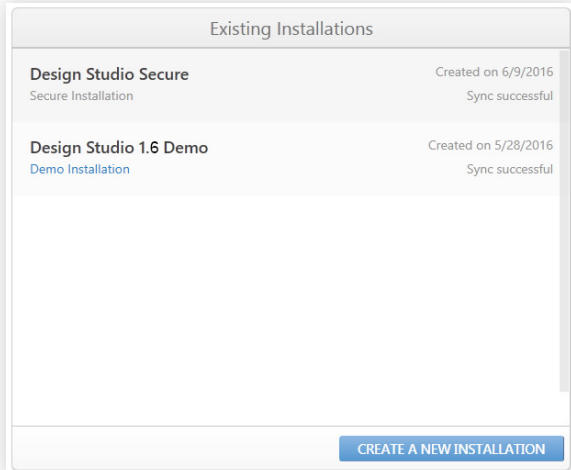 Existing Installations
Design Studio Secure
Created on 6/9/2016
Secure Installation
Sync successful
Design Studio 1.6 Demo
Created on 5/28/2016
Demo Installation
Sync successful
CREATE A NEW INSTALLATION